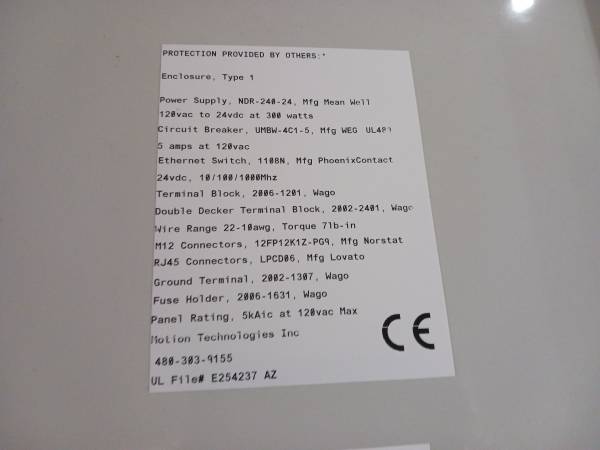 PROTECTION PROVIDED BY OTHERS:*
Enclosure, Type 1
Power Supply, NDR-240-24, Mfg Mean Well
120vac to 24vdc at 300 watts
Circuit Breaker, UMBW-4C1-5, Mfg WEG UL489
5 amps at 120vac
Ethernet Switch, 1108N, Mfg PhoenixContact
24vdc, 10/100/1000Mhz
Terminal Block, 2006-1201, Wago
Double Decker Terminal Block, 2002-2401, Wago
Wire Range 22-10awg, Torque 7lb-in
M12 Connectors, 12FP12K1Z-PG9, Mfg Norstat
RJ45 Connectors, LPCD06, Mfg Lovato
Ground Terminal, 2002-1307, Wago
Fuse Holder, 2006-1631, Wago
Panel Rating, 5kAic at 120vac Max
Motion Technologies Inc
480-303-9155
UL File# E254237 AZ
CE